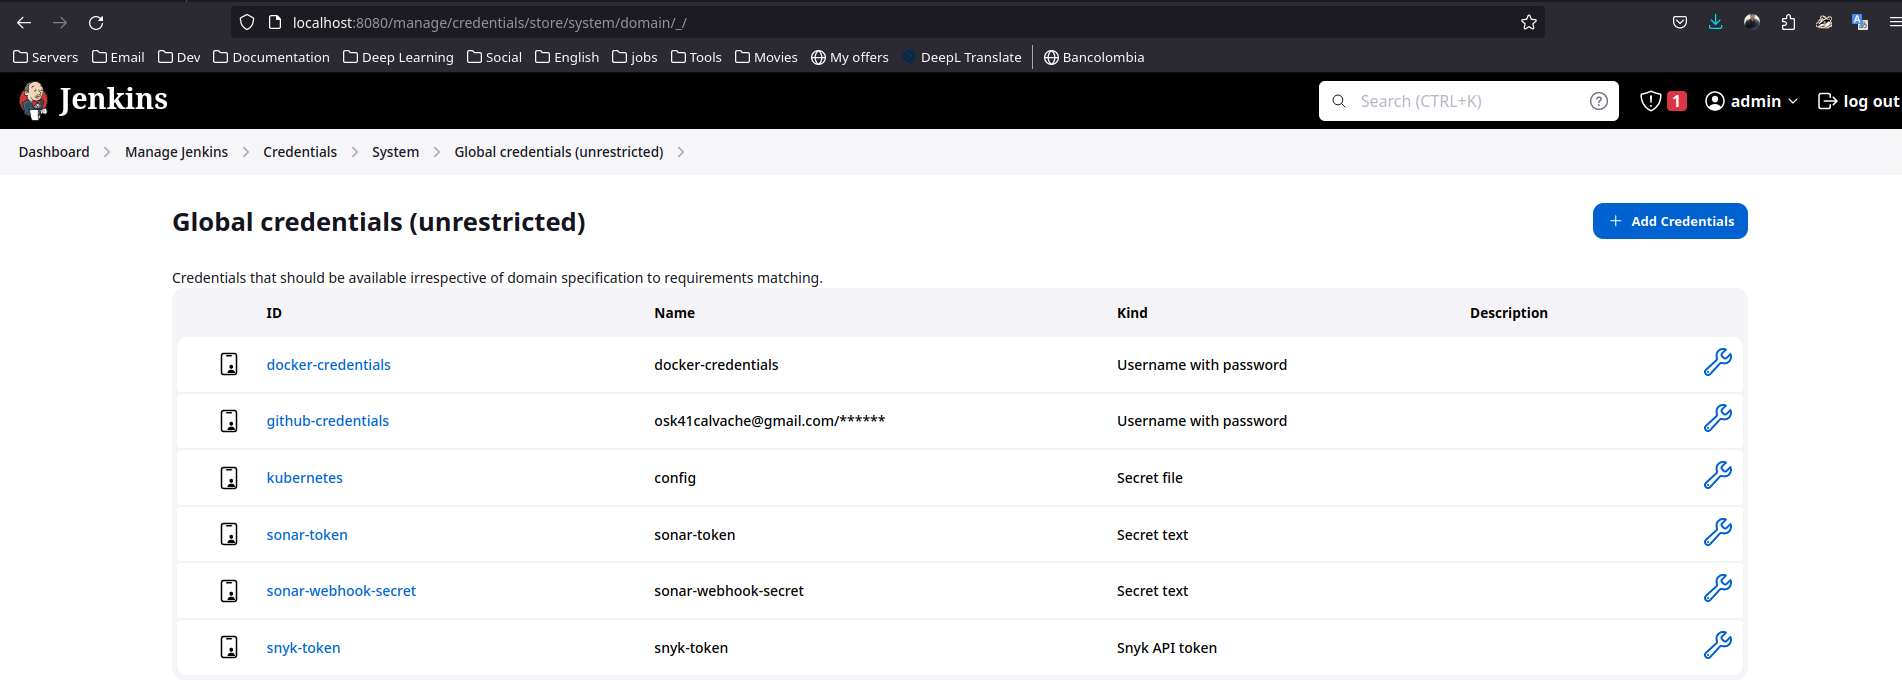 localhost:8080/manage/credentials/store/system/domain/_/
Servers Email Dev Documentation Deep Learning Social English jobs Tools Movies My offers DeepL Translate Bancolombia
Jenkins Search (CTRL+K) ? 1 admin log out
Dashboard Manage Jenkins Credentials System Global credentials (unrestricted)
Global credentials (unrestricted) + Add Credentials
Credentials that should be available irrespective of domain specification to requirements matching.
ID Name Kind Description
docker-credentials docker-credentials Username with password
github-credentials osk41calvache@gmail.com/****** Username with password
kubernetes config Secret file
sonar-token sonar-token Secret text
sonar-webhook-secret sonar-webhook-secret Secret text
snyk-token snyk-token Snyk API token